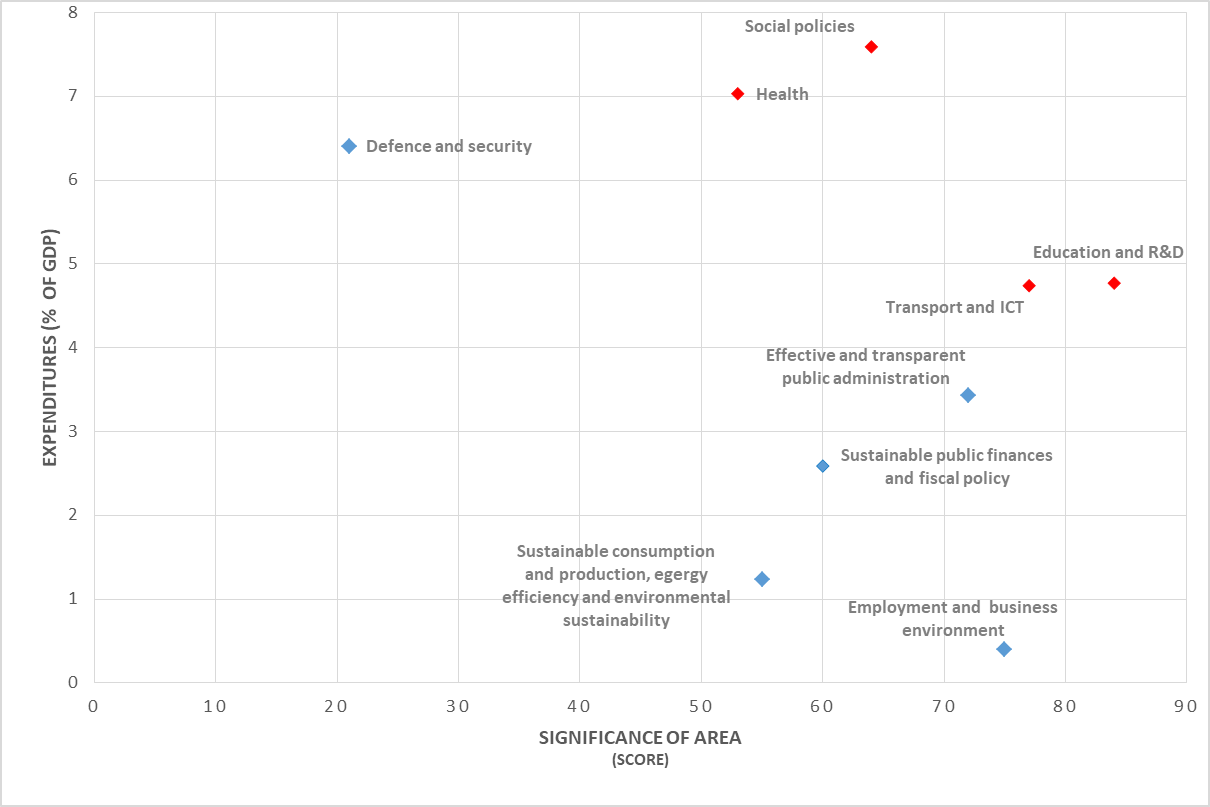 8
Social policies
7
Health
Defence and security
6
EXPENDITURES (% OF GDP)
5
Education and R&D
Transport and ICT
4
Effective and transparent
public administration
3
Sustainable public finances
and fiscal policy
2
Sustainable consumption
and production, egergy
efficiency and environmental
sustainability
1
Employment and business
environment
0
0 10 20 30 40 50 60 70 80 90
SIGNIFICANCE OF AREA
(SCORE)